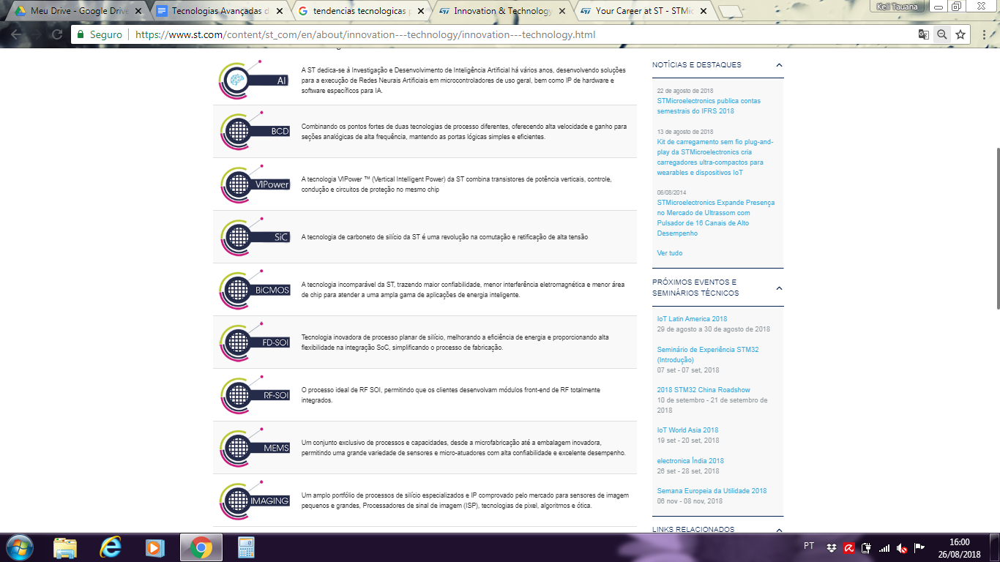 Meu Drive - Google Drive
Tecnologias Avançadas d
tendencias tecnologicas p
Innovation & Technology
Your Career at ST - STMic
Keli Tauana
Seguro
https://www.st.com/content/st_com/en/about/innovation---technology/innovation---technology.html
AI
A ST dedica-se à Investigação e Desenvolvimento de Inteligência Artificial há vários anos, desenvolvendo soluções
para a execução de Redes Neurais Artificiais em microcontroladores de uso geral, bem como IP de hardware e
software específicos para IA.
BCD
Combinando os pontos fortes de duas tecnologias de processo diferentes, oferecendo alta velocidade e ganho para
seções analógicas de alta frequência, mantendo as portas lógicas simples e eficientes.
VIPower
A tecnologia VIPower ™ (Vertical Intelligent Power) da ST combina transistores de potência verticais, controle,
condução e circuitos de proteção no mesmo chip
SiC
A tecnologia de carboneto de silício da ST é uma revolução na comutação e retificação de alta tensão
BiCMOS
A tecnologia incomparável da ST, trazendo maior confiabilidade, menor interferência eletromagnética e menor área
de chip para atender a uma ampla gama de aplicações de energia inteligente.
FD-SOI
Tecnologia inovadora de processo planar de silício, melhorando a eficiência de energia e proporcionando alta
flexibilidade na integração SoC, simplificando o processo de fabricação.
RF-SOI
O processo ideal de RF SOI, permitindo que os clientes desenvolvam módulos front-end de RF totalmente
integrados.
MEMS
Um conjunto exclusivo de processos e capacidades, desde a microfabricação até a embalagem inovadora,
permitindo uma grande variedade de sensores e micro-atuadores com alta confiabilidade e excelente desempenho.
IMAGING
Um amplo portfólio de processos de silício especializados e IP comprovado pelo mercado para sensores de imagem
pequenos e grandes, Processadores de sinal de imagem (ISP), tecnologias de pixel, algoritmos e ótica.
NOTÍCIAS E DESTAQUES
22 de agosto de 2018
STMicroelectronics publica contas
semestrais do IFRS 2018
13 de agosto de 2018
Kit de carregamento sem fio plug-and-
play da STMicroelectronics cria
carregadores ultra-compactos para
wearables e dispositivos IoT
06/08/2014
STMicroelectronics Expande Presença
no Mercado de Ultrassom com
Pulsador de 16 Canais de Alto
Desempenho
Ver tudo
PRÓXIMOS EVENTOS E
SEMINÁRIOS TÉCNICOS
IoT Latin America 2018
29 de agosto a 30 de agosto de 2018
Seminário de Experiência STM32
(Introdução)
07 set - 07 set, 2018
2018 STM32 China Roadshow
10 de setembro - 21 de setembro de
2018
IoT World Asia 2018
19 set - 20 set, 2018
electronica Índia 2018
26 set - 28 set, 2018
Semana Europeia da Utilidade 2018
06 nov - 08 nov, 2018
LINKS RELACIONADOS
PT
16:00
26/08/2018